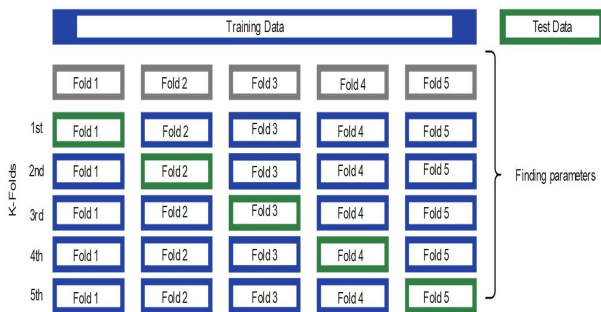 Training Data
Test Data
Fold 1 Fold 2 Fold 3 Fold 4 Fold 5
1st Fold 1 Fold 2 Fold 3 Fold 4 Fold 5
2nd Fold 1 Fold 2 Fold 3 Fold 4 Fold 5
3rd Fold 1 Fold 2 Fold 3 Fold 4 Fold 5
4th Fold 1 Fold 2 Fold 3 Fold 4 Fold 5
5th Fold 1 Fold 2 Fold 3 Fold 4 Fold 5
K-Folds
Finding parameters